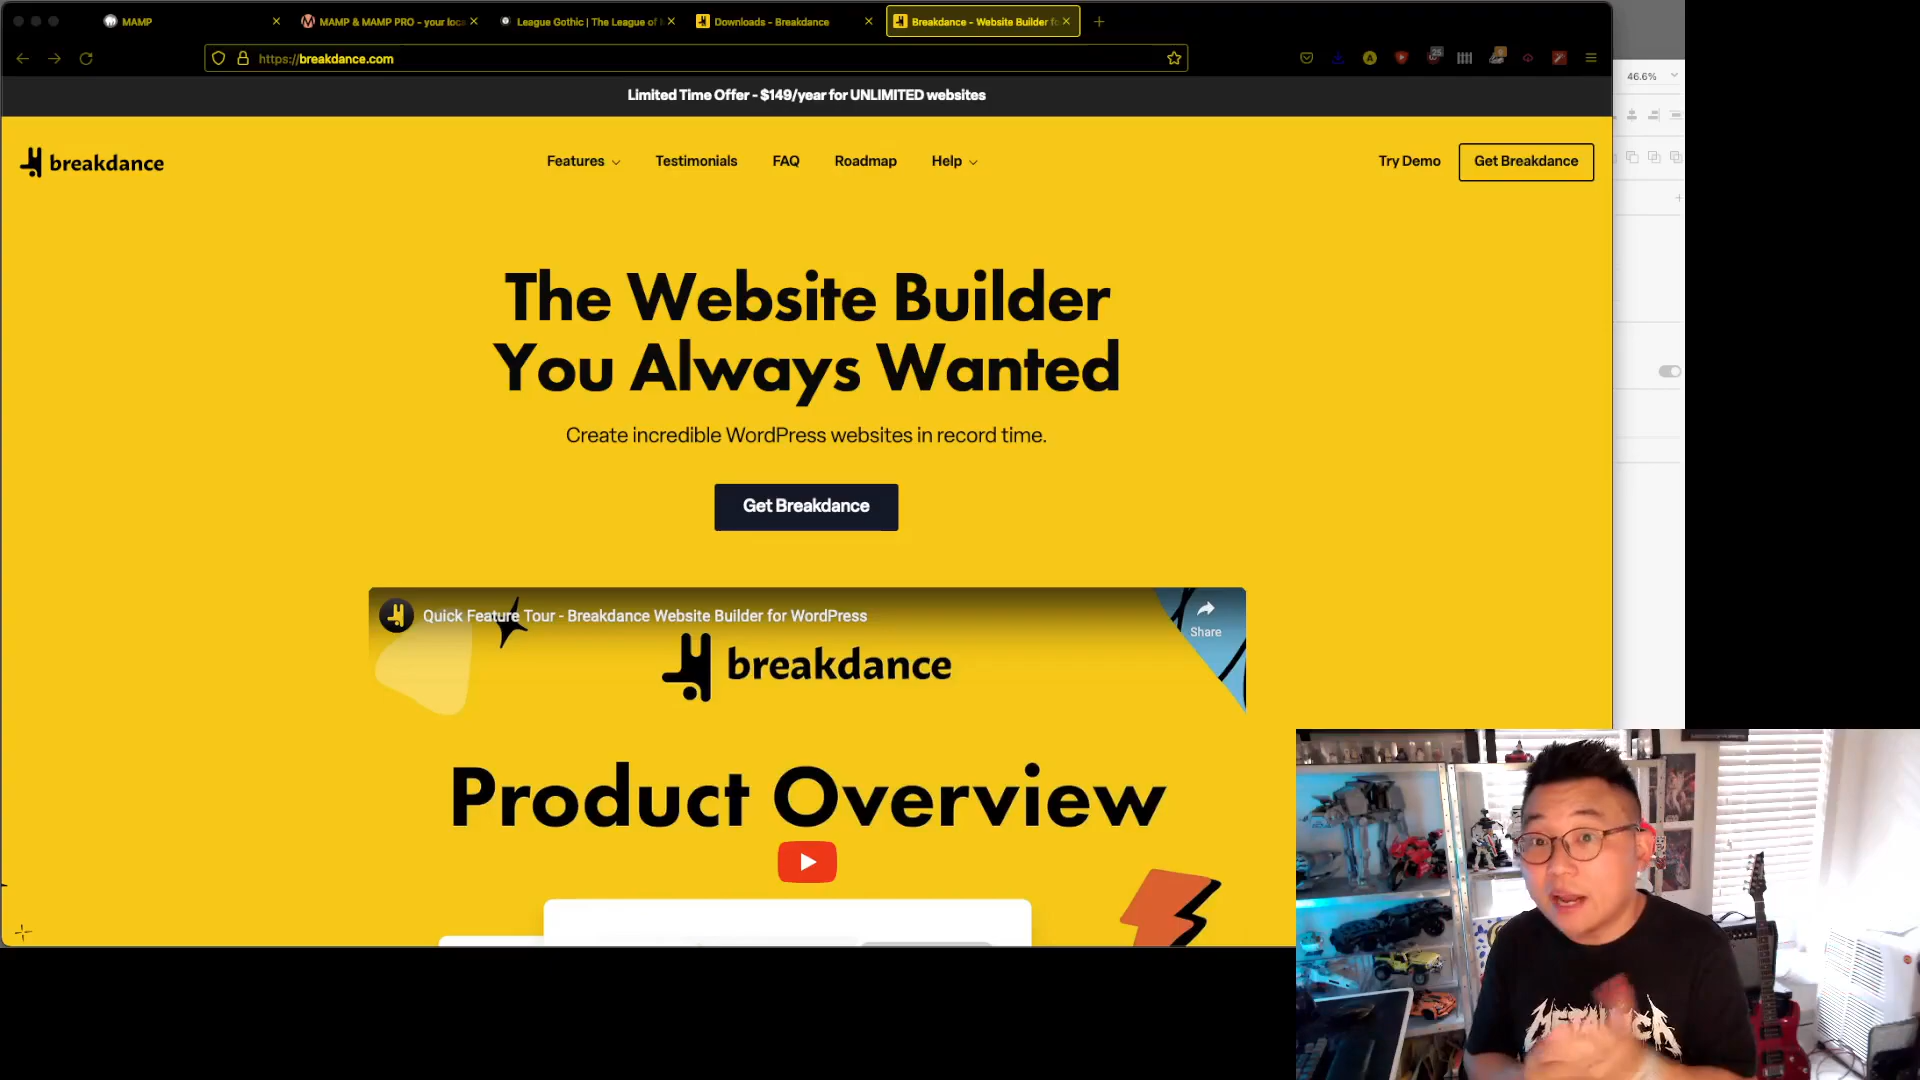 MAMP
MAMP & MAMP PRO - your loca
League Gothic | The League of
Downloads - Breakdance
Breakdance - Website Builder fo
https://breakdance.com
25
46.6%
Limited Time Offer - $149/year for UNLIMITED websites
breakdance
Features
Testimonials
FAQ
Roadmap
Help
Try Demo
Get Breakdance
The Website Builder
You Always Wanted
Create incredible WordPress websites in record time.
Get Breakdance
Quick Feature Tour - Breakdance Website Builder for WordPress
Share
breakdance
Product Overview
METALLICA